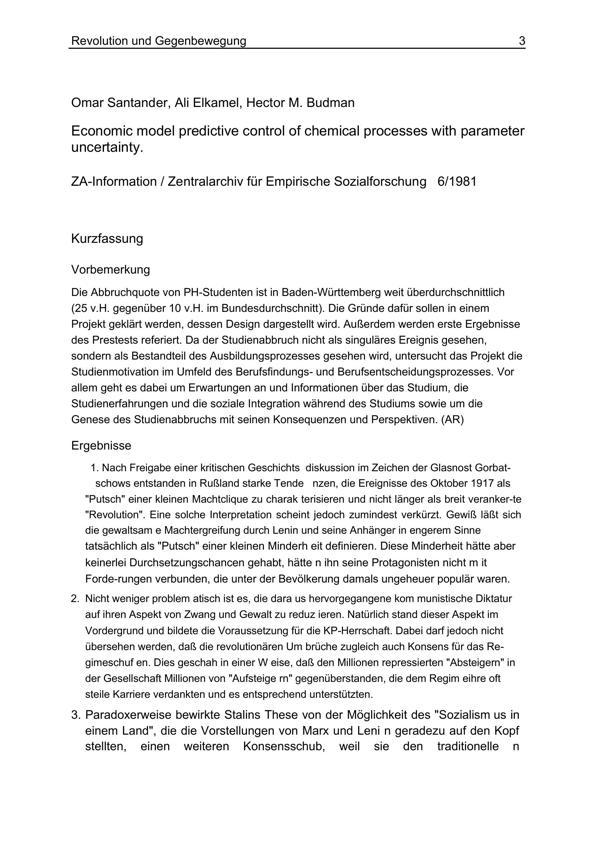 Revolution und Gegenbewegung 3
Omar Santander, Ali Elkamel, Hector M. Budman
Economic model predictive control of chemical processes with parameter
uncertainty.
ZA-Information / Zentralarchiv für Empirische Sozialforschung 6/1981
Kurzfassung
Vorbemerkung
Die Abbruchquote von PH-Studenten ist in Baden-Württemberg weit überdurchschnittlich
(25 v.H. gegenüber 10 v.H. im Bundesdurchschnitt). Die Gründe dafür sollen in einem
Projekt geklärt werden, dessen Design dargestellt wird. Außerdem werden erste Ergebnisse
des Prestests referiert. Da der Studienabbruch nicht als singuläres Ereignis gesehen,
sondern als Bestandteil des Ausbildungsprozesses gesehen wird, untersucht das Projekt die
Studienmotivation im Umfeld des Berufsfindungs- und Berufsentscheidungsprozesses. Vor
allem geht es dabei um Erwartungen an und Informationen über das Studium, die
Studienerfahrungen und die soziale Integration während des Studiums sowie um die
Genese des Studienabbruchs mit seinen Konsequenzen und Perspektiven. (AR)
Ergebnisse
1. Nach Freigabe einer kritischen Geschichts diskussion im Zeichen der Glasnost Gorbat-
schows entstanden in Rußland starke Tende nzen, die Ereignisse des Oktober 1917 als
"Putsch" einer kleinen Machtclique zu charak terisieren und nicht länger als breit veranker-te
"Revolution". Eine solche Interpretation scheint jedoch zumindest verkürzt. Gewiß läßt sich
die gewaltsam e Machtergreifung durch Lenin und seine Anhänger in engerem Sinne
tatsächlich als "Putsch" einer kleinen Minderh eit definieren. Diese Minderheit hätte aber
keinerlei Durchsetzungschancen gehabt, hätte n ihn seine Protagonisten nicht m it
Forde-rungen verbunden, die unter der Bevölkerung damals ungeheuer populär waren.
2. Nicht weniger problem atisch ist es, die dara us hervorgegangene kom munistische Diktatur
auf ihren Aspekt von Zwang und Gewalt zu reduz ieren. Natürlich stand dieser Aspekt im
Vordergrund und bildete die Voraussetzung für die KP-Herrschaft. Dabei darf jedoch nicht
übersehen werden, daß die revolutionären Um brüche zugleich auch Konsens für das Re-
gimeschuf en. Dies geschah in einer W eise, daß den Millionen repressierten "Absteigern" in
der Gesellschaft Millionen von "Aufsteige rn" gegenüberstanden, die dem Regim eihre oft
steile Karriere verdankten und es entsprechend unterstützten.
3. Paradoxerweise bewirkte Stalins These von der Möglichkeit des "Sozialism us in
einem Land", die die Vorstellungen von Marx und Leni n geradezu auf den Kopf
stellten, einen weiteren Konsensschub, weil sie den traditionelle n